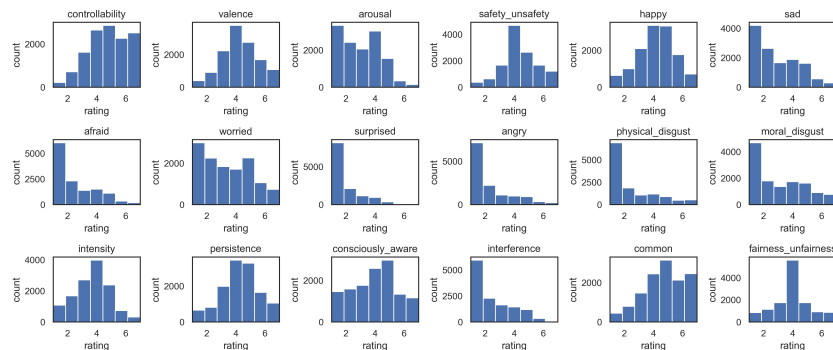 controllability
valence
arousal
safety_unsafety
happy
sad
count
2000
0
2 4 6
rating
count
2000
0
2 4 6
rating
count
2000
0
2 4 6
rating
count
4000
2000
0
2 4 6
rating
count
2000
0
2 4 6
rating
count
4000
2000
0
2 4 6
rating
afraid
worried
surprised
angry
physical_disgust
moral_disgust
count
5000
2500
0
2 4 6
rating
count
2000
0
2 4 6
rating
count
5000
0
2 4 6
rating
count
5000
0
2 4 6
rating
count
5000
2500
0
2 4 6
rating
count
4000
2000
0
2 4 6
rating
intensity
persistence
consciously_aware
interference
common
fairness_unfairness
count
4000
2000
0
2 4 6
rating
count
2000
0
2 4 6
rating
count
2000
0
2 4 6
rating
count
5000
2500
0
2 4 6
rating
count
2000
0
2 4 6
rating
count
4000
2000
0
2 4 6
rating